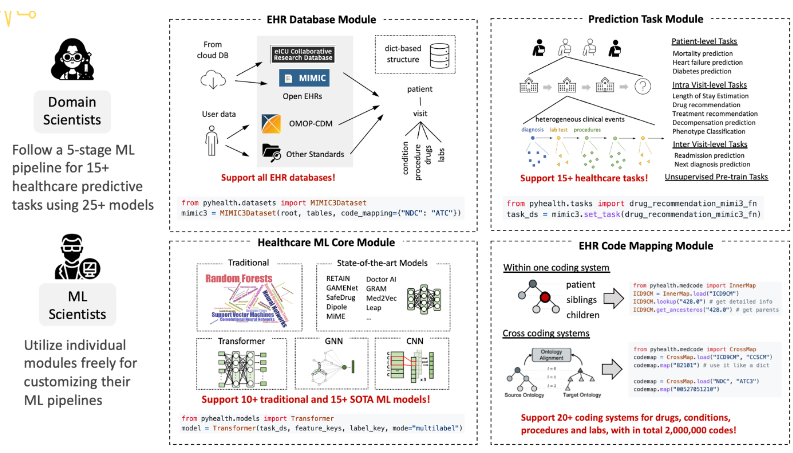 Domain
Scientists
Follow a 5-stage ML
pipeline for 15+
healthcare predictive
tasks using 25+ models
ML
Scientists
Utilize individual
modules freely for
customizing their
ML pipelines
EHR Database Module
From
cloud DB
eICU Collaborative
Research Database
MIMIC
Open EHRs
User data
OMOP-CDM
Other Standards
dict-based
structure
patient
visit
condition
procedure
drugs
labs
Support all EHR databases!
from pyhealth.datasets import MIMIC3Dataset
mimic3 = MIMIC3Dataset(root, tables, code_mapping={"NDC": "ATC"})
Prediction Task Module
Patient-level Tasks
Mortality prediction
Heart failure prediction
Diabetes prediction
Intra Visit-level Tasks
Length of Stay Estimation
Drug recommendation
Treatment recommendation
Decompensation prediction
Phenotype Classification
Inter Visit-level Tasks
Readmission prediction
Next diagnosis prediction
Unsupervised Pre-train Tasks
?
heterogeneous clinical events
diagnosis lab test procedures
Support 15+ healthcare tasks!
from pyhealth.tasks import drug_recommendation_mimi3_fn
task_ds = mimic3.set_task(drug_recommendation_mimic3_fn)
Healthcare ML Core Module
Traditional
Random Forests
Neural Networks
Support Vector Machines
Convolutional Neural Networks
State-of-the-art Models
RETAIN
GAMENet
SafeDrug
Dipole
MiME
Doctor AI
GRAM
Med2Vec
Leap
...
Transformer
GNN
CNN
Support 10+ traditional and 15+ SOTA ML models!
from pyhealth.models import Transformer
model = Transformer(task_ds, feature_keys, label_key, mode="multilabel")
EHR Code Mapping Module
Within one coding system
patient
siblings
children
from pyhealth.medcode import InnerMap
ICD9CM = InnerMap.load("ICD9CM")
ICD9CM.lookup("428.0") # get detailed info
ICD9CM.get_ancesteros("428.0") # get parents
Cross coding systems
Ontology
Alignment
Source Ontology
Target Ontology
from pyhealth.medcode import CrossMap
codemap = CrossMap.load("ICD9CM", "CCSCM")
codemap.map("82101") # use it like a dict
codemap = CrossMap.load("NDC", "ATC3")
codemap.map("00527051210")
Support 20+ coding systems for drugs, conditions,
procedures and labs, with in total 2,000,000 codes!